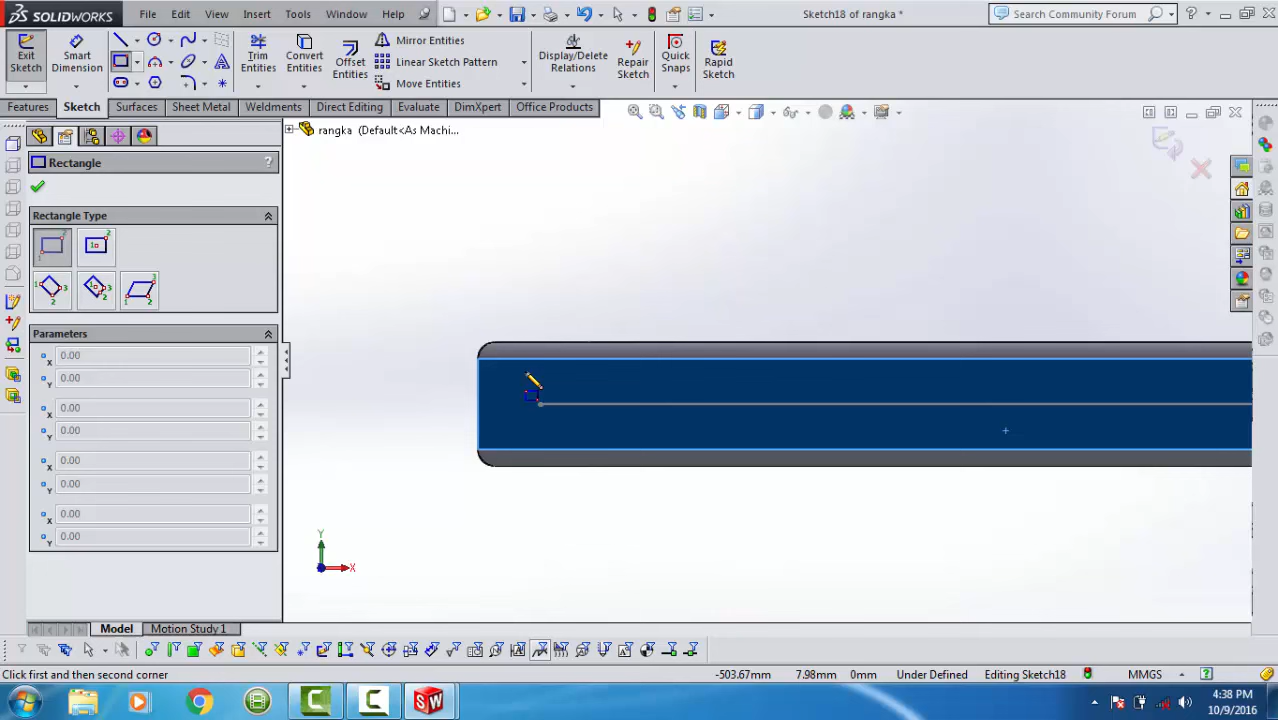 SOLIDWORKS File Edit View Insert Tools Window Help Sketch18 of rangka * Search Community Forum
Exit Sketch
Smart Dimension
Trim Entities
Convert Entities
Offset Entities
Mirror Entities
Linear Sketch Pattern
Move Entities
Display/Delete Relations
Repair Sketch
Quick Snaps
Rapid Sketch
Features Sketch Surfaces Sheet Metal Weldments Direct Editing Evaluate DimXpert Office Products
rangka (Default<As Machi...
Rectangle ?
Rectangle Type
Parameters
X 0.00
Y 0.00
X 0.00
Y 0.00
X 0.00
Y 0.00
X 0.00
Y 0.00
Y
X
Model Motion Study 1
Click first and then second corner -503.67mm 7.98mm 0mm Under Defined Editing Sketch18 MMGS
4:38 PM
10/9/2016